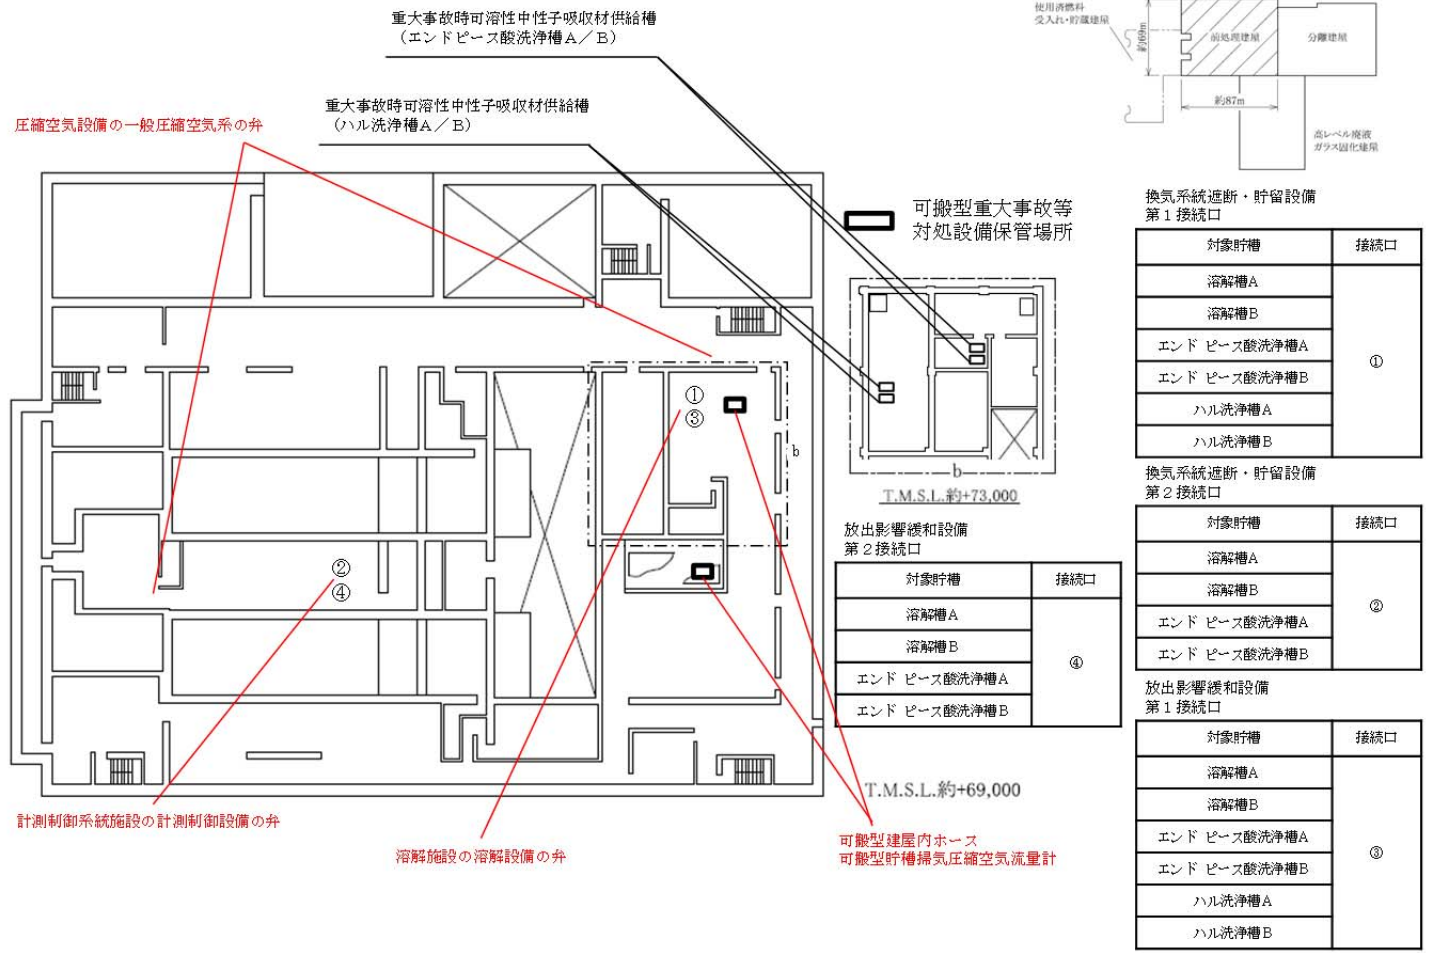 重大事故時可溶性中性子吸収材供給槽
（エンドピース酸洗浄槽Ａ／Ｂ）
重大事故時可溶性中性子吸収材供給槽
（ハル洗浄槽Ａ／Ｂ）
圧縮空気設備の一般圧縮空気系の弁
使用済燃料
受入れ・貯蔵建屋
約69m
前処理建屋
分離建屋
約87m
高レベル廃液
ガラス固化建屋
可搬型重大事故等
対処設備保管場所
①
③
b
②
④
b
T.M.S.L.約+73,000
T.M.S.L.約+69,000
計測制御系統施設の計測制御設備の弁
溶解施設の溶解設備の弁
可搬型建屋内ホース
可搬型貯槽掃気圧縮空気流量計
放出影響緩和設備
第２接続口
対象貯槽 接続口
溶解槽A
溶解槽B
エンド ピース酸洗浄槽A
エンド ピース酸洗浄槽B
④
換気系統遮断・貯留設備
第１接続口
対象貯槽 接続口
溶解槽A
溶解槽B
エンド ピース酸洗浄槽A
エンド ピース酸洗浄槽B
ハル洗浄槽A
ハル洗浄槽B
①
換気系統遮断・貯留設備
第２接続口
対象貯槽 接続口
溶解槽A
溶解槽B
エンド ピース酸洗浄槽A
エンド ピース酸洗浄槽B
②
放出影響緩和設備
第１接続口
対象貯槽 接続口
溶解槽A
溶解槽B
エンド ピース酸洗浄槽A
エンド ピース酸洗浄槽B
ハル洗浄槽A
ハル洗浄槽B
③